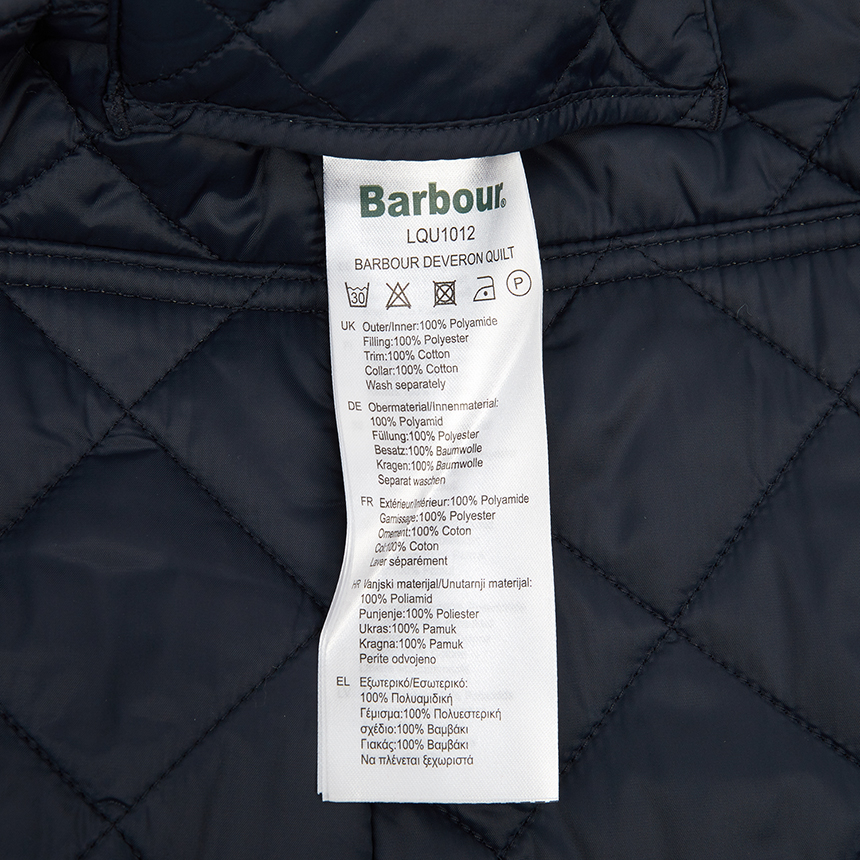 Barbour®
LQU1012
BARBOUR DEVERON QUILT
30 P
UK Outer/Inner:100% Polyamide
Filling:100% Polyester
Trim:100% Cotton
Collar:100% Cotton
Wash separately
DE Obermaterial/Innenmaterial:
100% Polyamid
Füllung:100% Polyester
Besatz:100% Baumwolle
Kragen:100% Baumwolle
Separat waschen
FR Extérieur/Intérieur:100% Polyamide
Garnissage:100% Polyester
Ornement:100% Coton
Col:100% Coton
Laver séparément
HR Vanjski materijal/Unutarnji materijal:
100% Poliamid
Punjenje:100% Poliester
Ukras:100% Pamuk
Kragna:100% Pamuk
Perite odvojeno
EL Εξωτερικό/Εσωτερικό:
100% Πολυαμιδική
Γέμισμα:100% Πολυεστερική
σχέδιο:100% Βαμβάκι
Γιακάς:100% Βαμβάκι
Να πλένεται ξεχωριστά